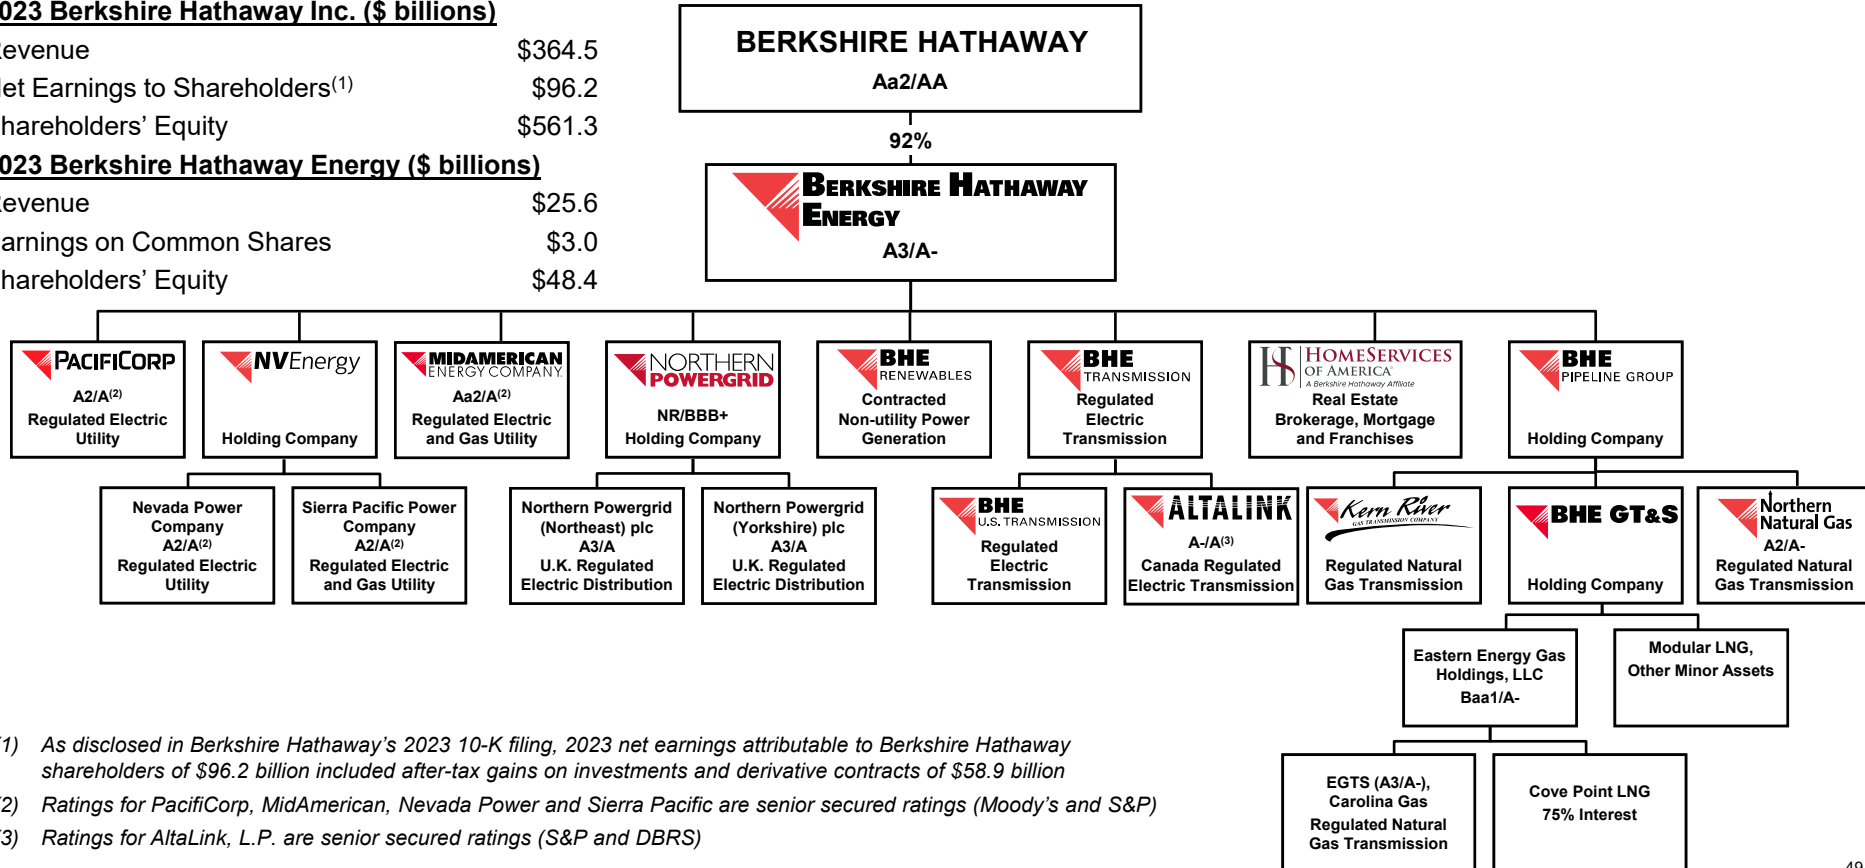 023 Berkshire Hathaway Inc. ($ billions)
Revenue $364.5
Net Earnings to Shareholders(1) $96.2
Shareholders' Equity $561.3
023 Berkshire Hathaway Energy ($ billions)
Revenue $25.6
Earnings on Common Shares $3.0
Shareholders' Equity $48.4
BERKSHIRE HATHAWAY
Aa2/AA
92%
BERKSHIRE HATHAWAY
ENERGY
A3/A-
PACIFICORP
A2/A(2)
Regulated Electric
Utility
NVEnergy
Holding Company
MIDAMERICAN
ENERGY COMPANY
Aa2/A(2)
Regulated Electric
and Gas Utility
NORTHERN
POWERGRID
NR/BBB+
Holding Company
BHE
RENEWABLES
Contracted
Non-utility Power
Generation
BHE
TRANSMISSION
Regulated
Electric
Transmission
HS
HOMESERVICES
OF AMERICA
A Berkshire Hathaway Affiliate
Real Estate
Brokerage, Mortgage
and Franchises
BHE
PIPELINE GROUP
Holding Company
Nevada Power
Company
A2/A(2)
Regulated Electric
Utility
Sierra Pacific Power
Company
A2/A(2)
Regulated Electric
and Gas Utility
Northern Powergrid
(Northeast) plc
A3/A
U.K. Regulated
Electric Distribution
Northern Powergrid
(Yorkshire) plc
A3/A
U.K. Regulated
Electric Distribution
BHE
U.S. TRANSMISSION
Regulated
Electric
Transmission
ALTALINK
A-/A(3)
Canada Regulated
Electric Transmission
Kern River
GAS TRANSMISSION COMPANY
Regulated Natural
Gas Transmission
BHE GT&S
Holding Company
Northern
Natural Gas
A2/A-
Regulated Natural
Gas Transmission
Eastern Energy Gas
Holdings, LLC
Baa1/A-
Modular LNG,
Other Minor Assets
EGTS (A3/A-),
Carolina Gas
Regulated Natural
Gas Transmission
Cove Point LNG
75% Interest
1) As disclosed in Berkshire Hathaway's 2023 10-K filing, 2023 net earnings attributable to Berkshire Hathaway
shareholders of $96.2 billion included after-tax gains on investments and derivative contracts of $58.9 billion
2) Ratings for PacifiCorp, MidAmerican, Nevada Power and Sierra Pacific are senior secured ratings (Moody's and S&P)
3) Ratings for AltaLink, L.P. are senior secured ratings (S&P and DBRS)
49